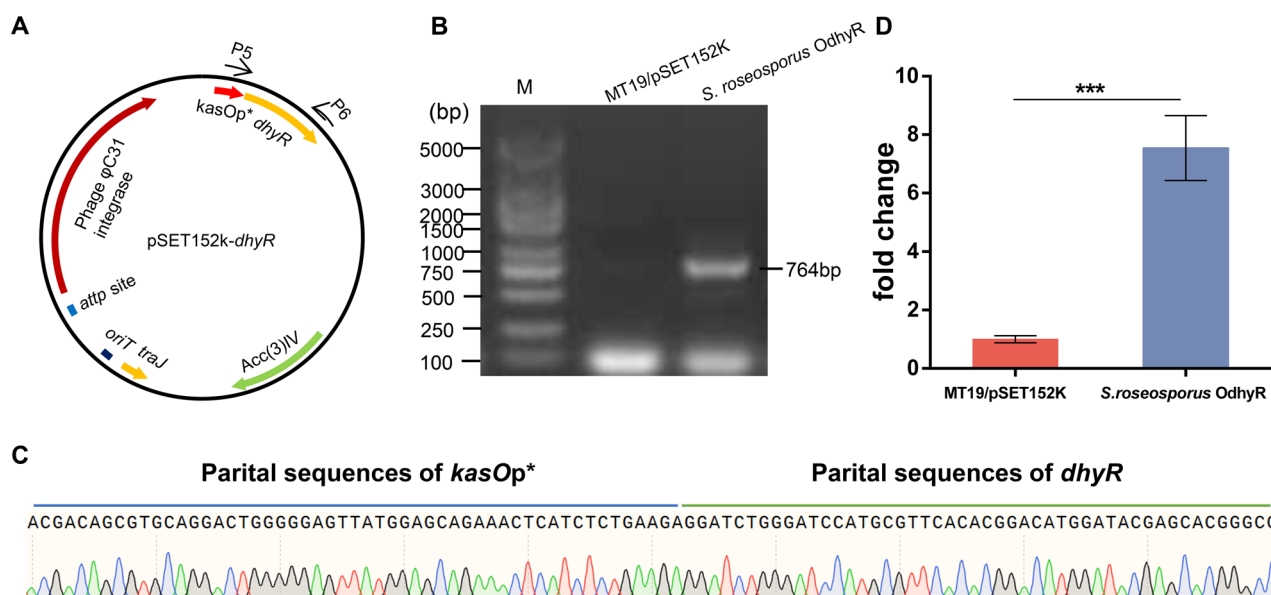 A
P5
P6
kasOp* dhyR
Phage φC31
integrase
pSET152k-dhyR
attp site
oriT traJ
Acc(3)IV
B
(bp)
M
MT19/pSET152K
S. roseosporus OdhyR
5000
3000
2000
1500
1000
750
500
250
100
764bp
D
fold change
10
8
6
4
2
0
***
MT19/pSET152K
S.roseosporus OdhyR
C
Parital sequences of kasOp*
Parital sequences of dhyR
ACGACAGCGTGCAGGACTGGGGGAGTTATGGAGCAGAAACTCATCTCTGAAGAGGATCTGGGATCCATGCGTTCACACGGACATGGATACGAGCACGGGCC